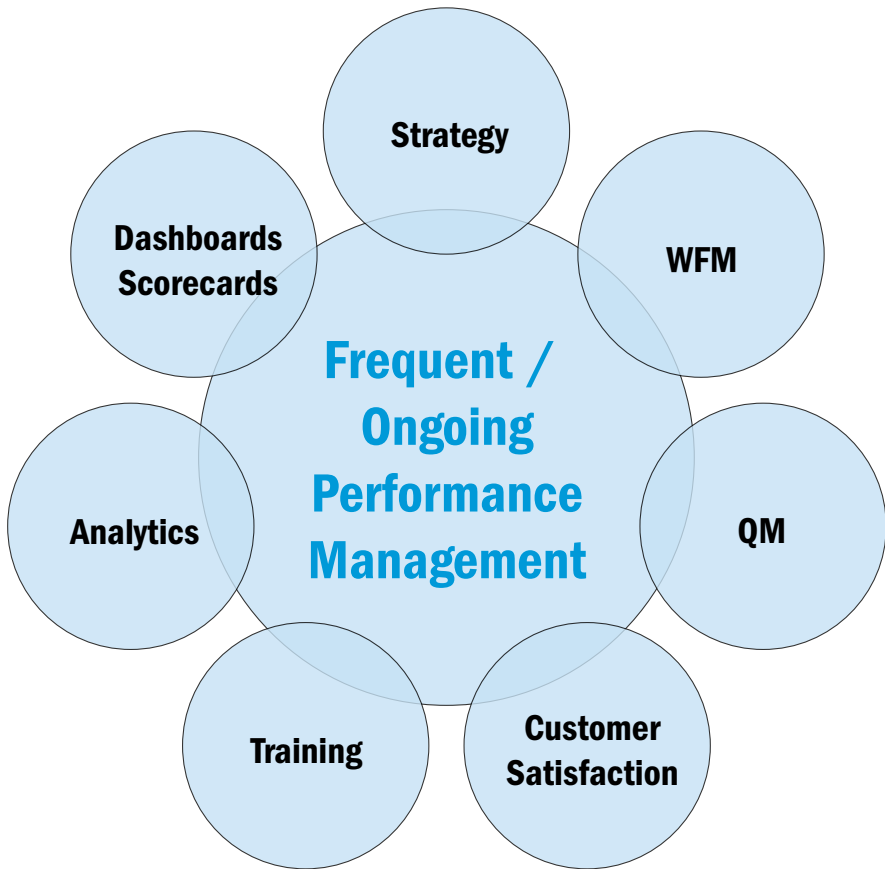 Strategy
WFM
QM
Customer
Satisfaction
Training
Analytics
Dashboards
Scorecards
Frequent /
Ongoing
Performance
Management